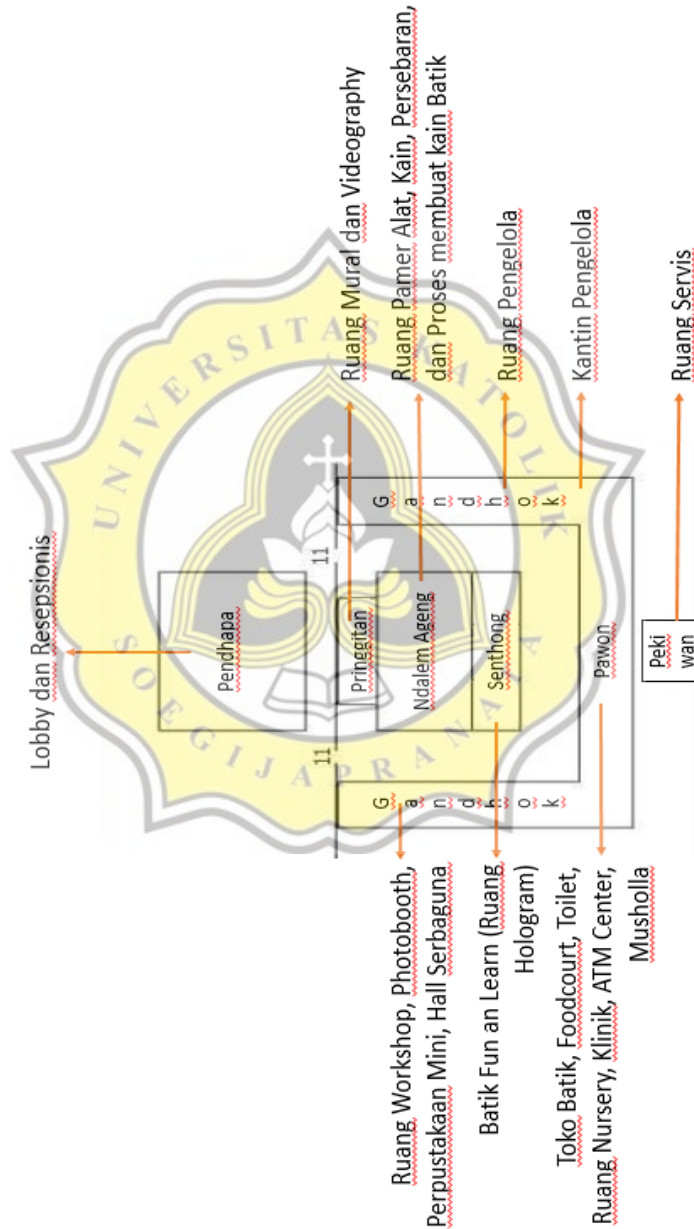 Lobby dan Resepsionis
Pendhapa
11
11
Pringgitan
Ruang Mural dan Videography
Gandhok
Ruang Workshop, Photobooth,
Perpustakaan Mini, Hall Serbaguna
Ndalem Ageng
Ruang Pamer Alat, Kain, Persebaran,
dan Proses membuat kain Batik
Gandhok
Ruang Pengelola
Senthong
Batik Fun an Learn (Ruang
Hologram)
Kantin Pengelola
Pawon
Toko Batik, Foodcourt, Toilet,
Ruang Nursery, Klinik, ATM Center,
Musholla
Peki
wan
Ruang Servis
UNIVERSITAS KATOLIK
SOEGIJAPRANATA